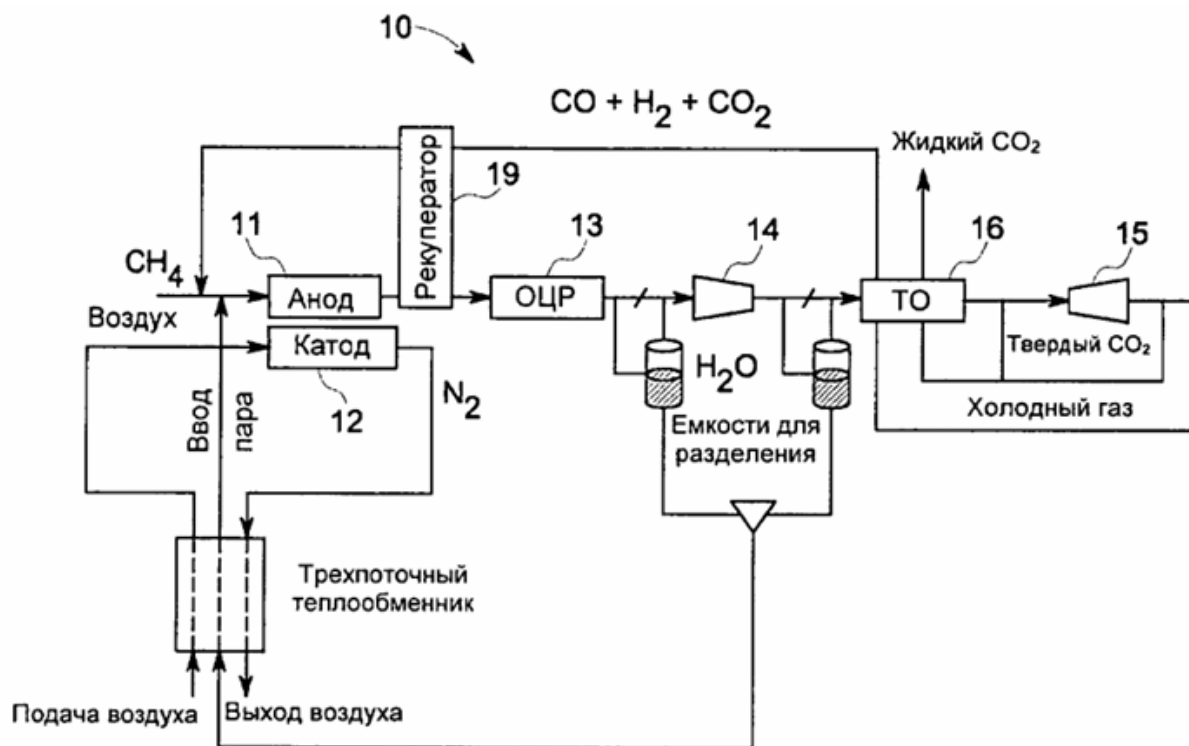 10
CO + H₂ + CO₂
Жидкий CO₂
Рекуператор
19
11
13
14
16
15
CH₄
Анод
ОЦР
ТО
Воздух
Катод
Твердый CO₂
12
N₂
H₂O
Холодный газ
Ввод
пара
Емкости для
разделения
Трехпоточный
теплообменник
Подача воздуха
Выход воздуха